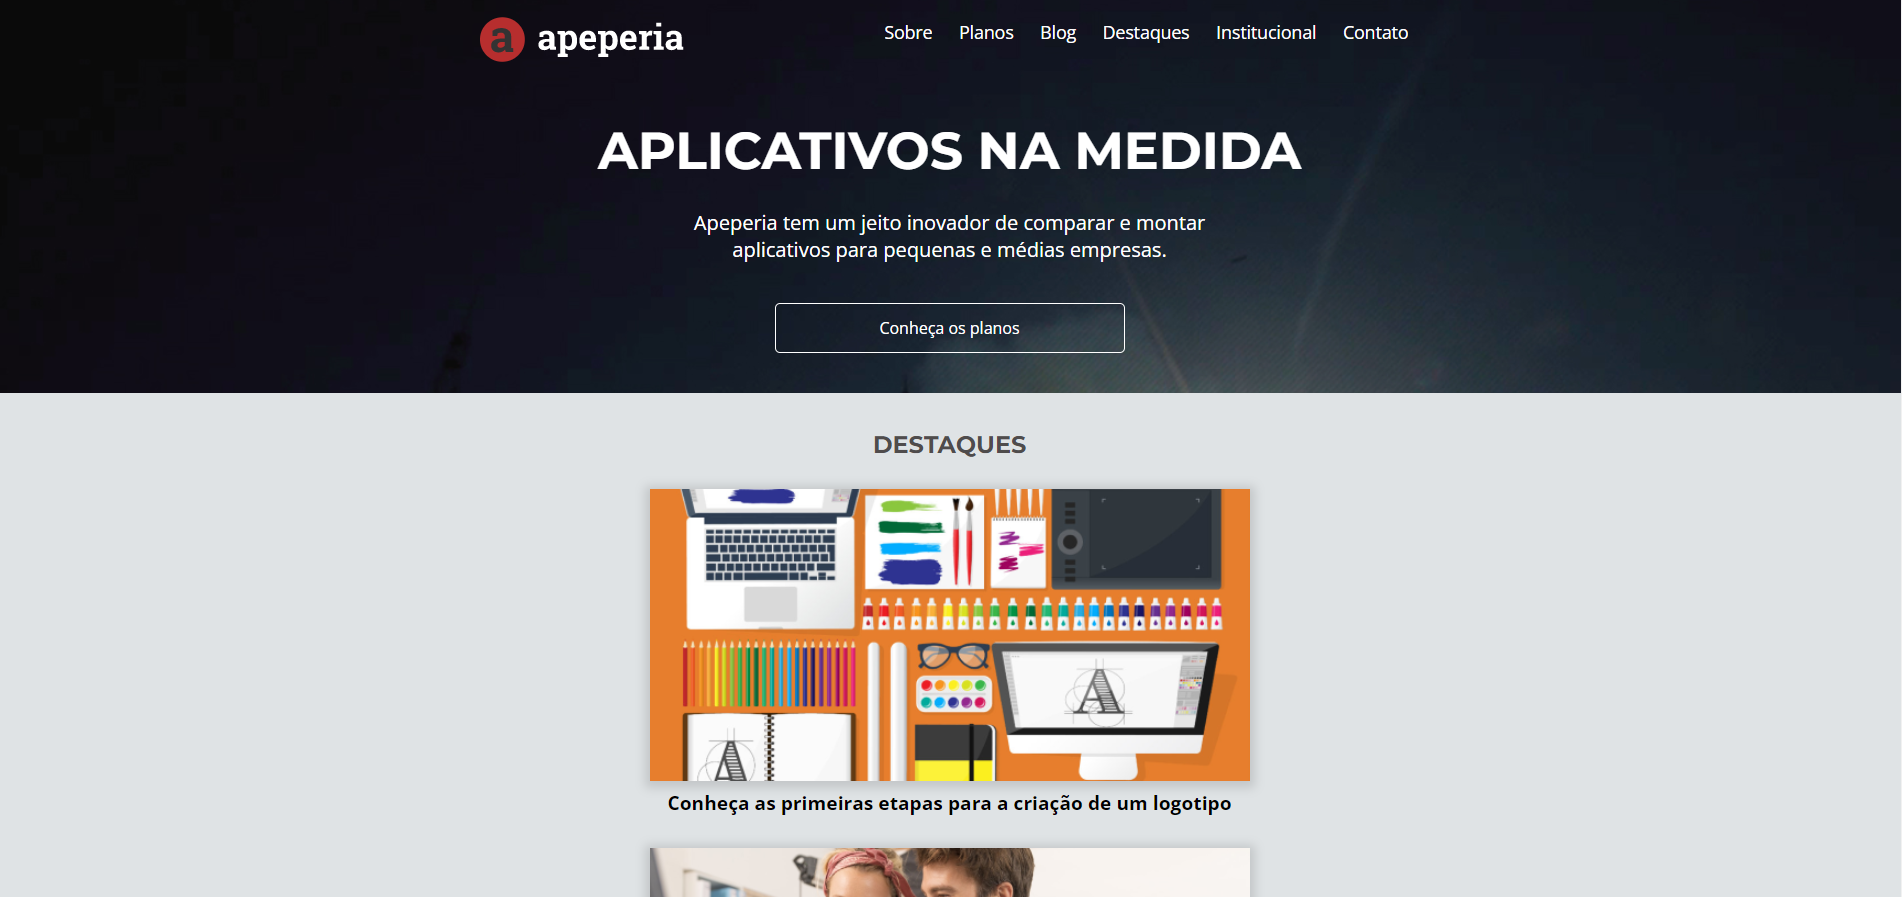 a apeperia
Sobre Planos Blog Destaques Institucional Contato
APLICATIVOS NA MEDIDA
Apeperia tem um jeito inovador de comparar e montar
aplicativos para pequenas e médias empresas.
Conheça os planos
DESTAQUES
A
A
Conheça as primeiras etapas para a criação de um logotipo